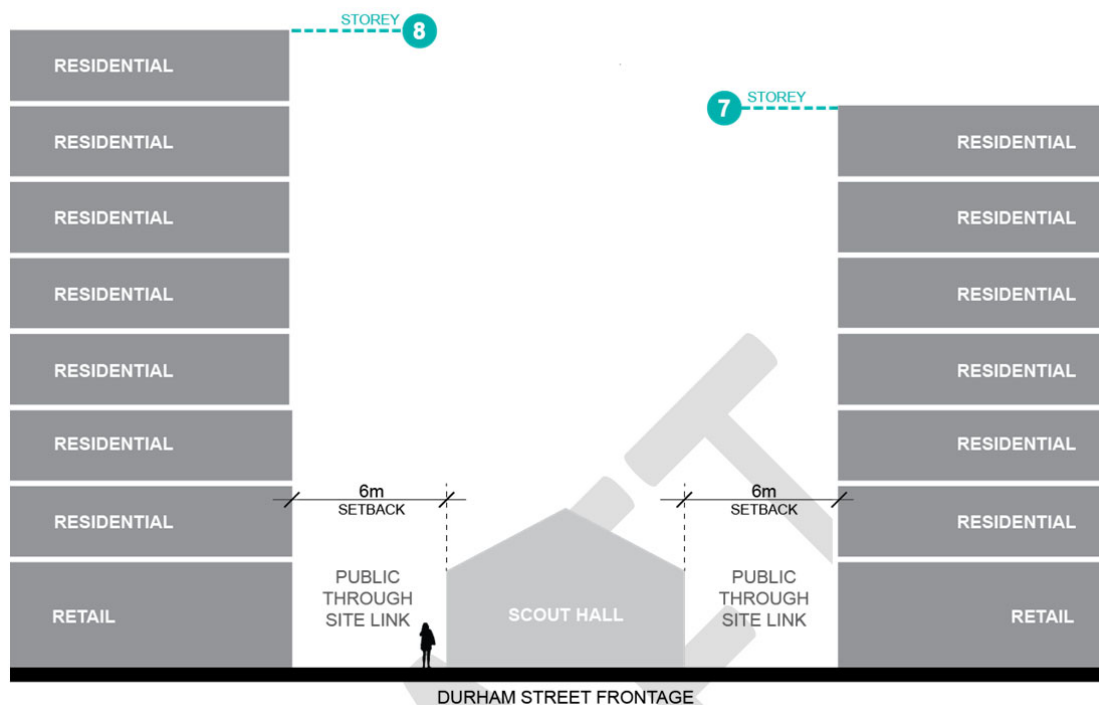 STOREY 8
RESIDENTIAL
STOREY
7
RESIDENTIAL
RESIDENTIAL
RESIDENTIAL
RESIDENTIAL
RESIDENTIAL
RESIDENTIAL
RESIDENTIAL
RESIDENTIAL
RESIDENTIAL
RESIDENTIAL
6m
SETBACK
6m
SETBACK
RESIDENTIAL
RESIDENTIAL
PUBLIC
THROUGH
SITE LINK
PUBLIC
THROUGH
SITE LINK
RETAIL
SCOUT HALL
RETAIL
DURHAM STREET FRONTAGE